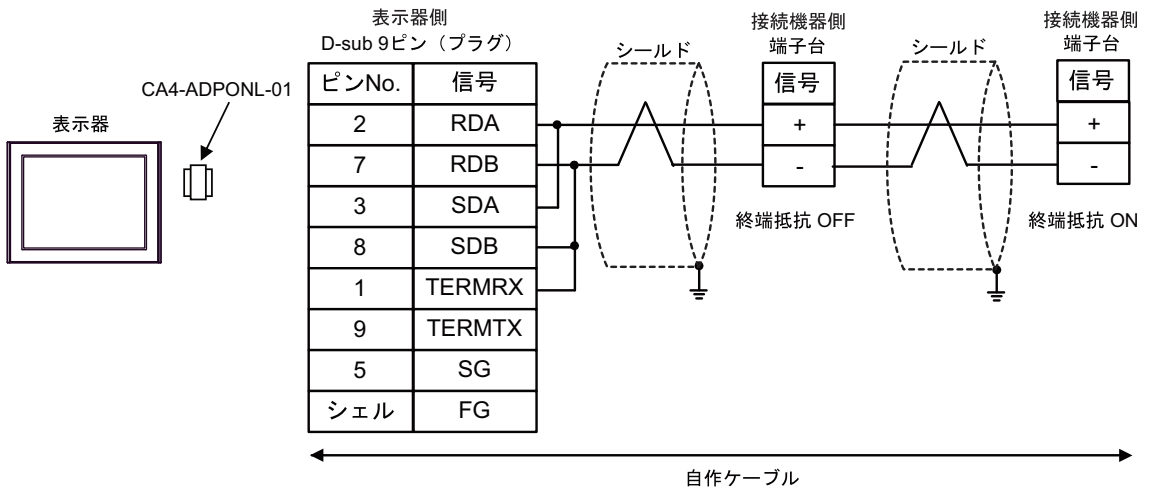 表示器側
D-sub 9ピン（プラグ）
接続機器側
端子台
接続機器側
端子台
シールド
シールド
CA4-ADPONL-01
表示器
ピンNo. 信号
2 RDA
7 RDB
3 SDA
8 SDB
1 TERMRX
9 TERMTX
5 SG
シェル FG
信号
+
-
終端抵抗 OFF
信号
+
-
終端抵抗 ON
自作ケーブル